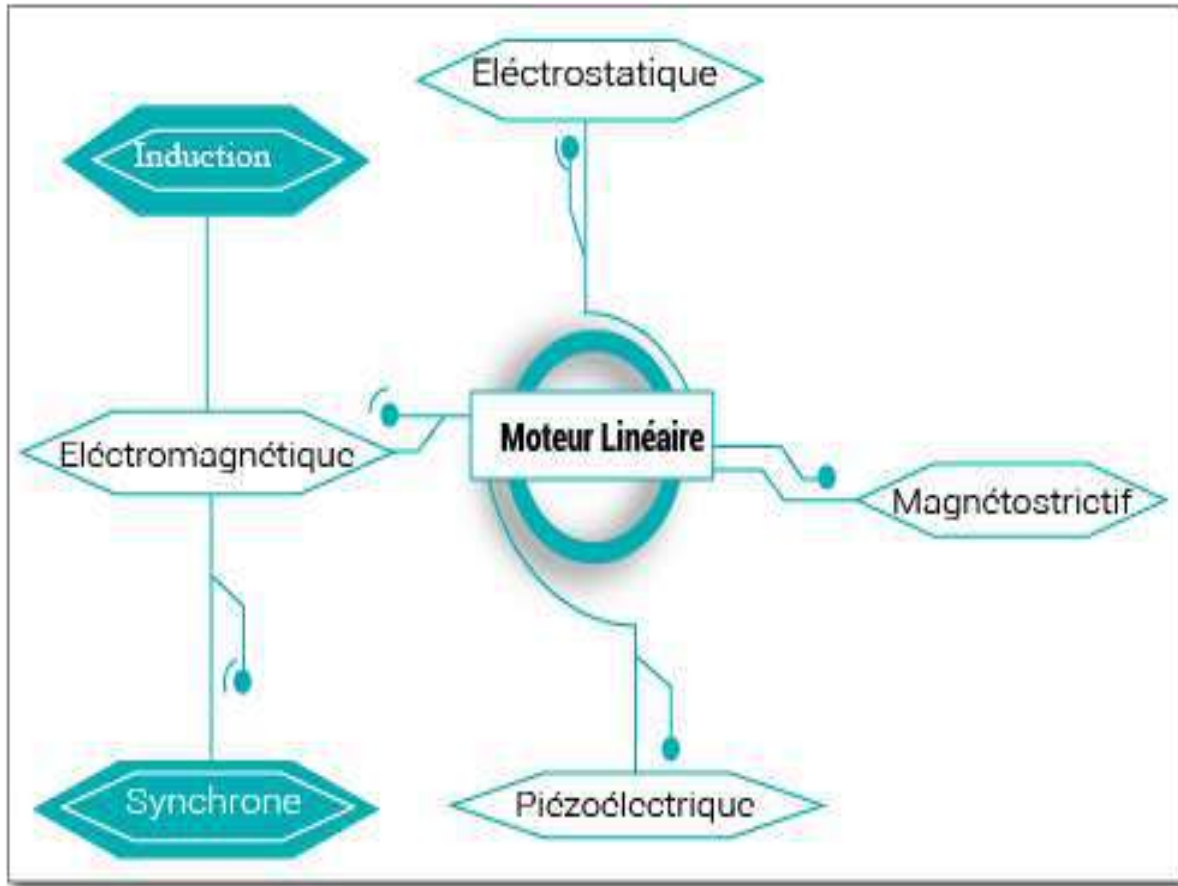 Eléctrostatique
Induction
Moteur Linéaire
Eléctromagnétique
Magnétostrictif
Synchrone
Piézoélectrique